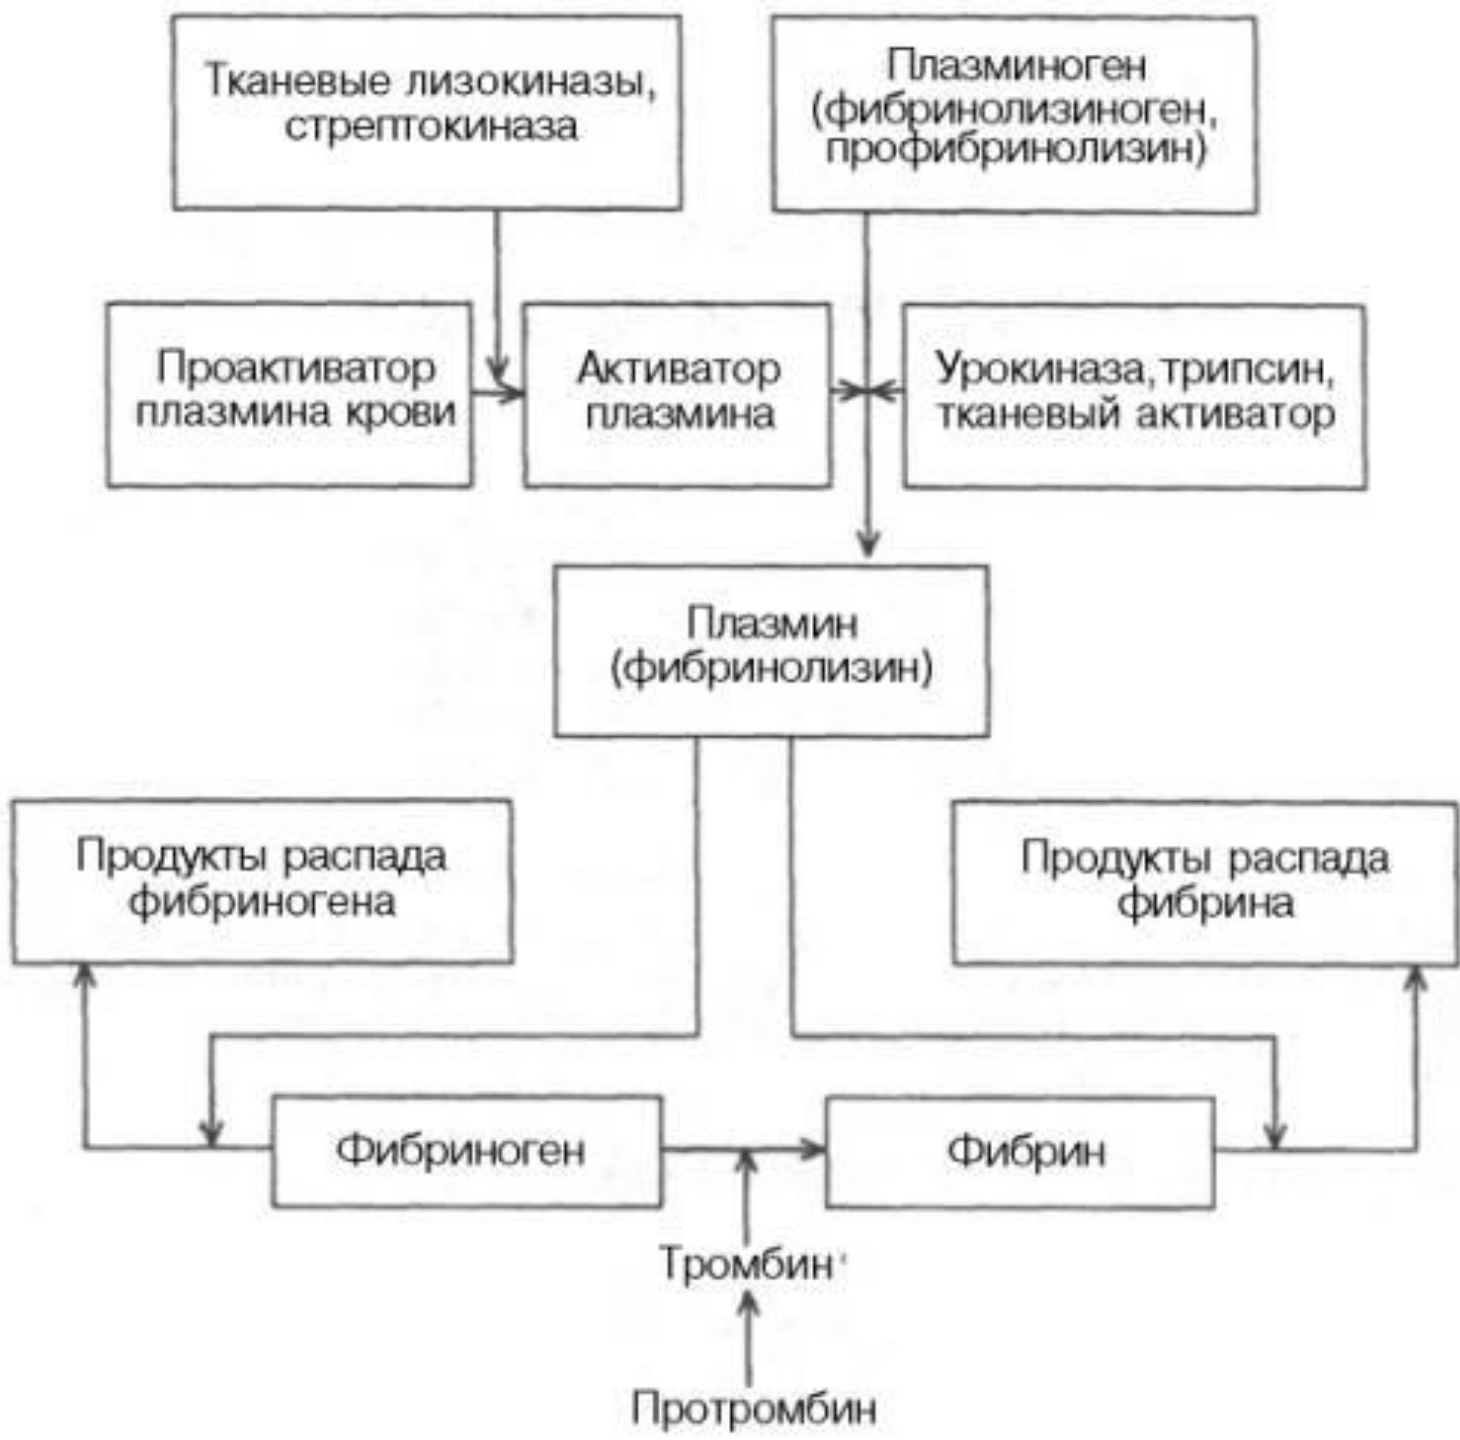 Тканевые лизокиназы,
стрептокиназа
Плазминоген
(фибринолизиноген,
профибринолизин)
Проактиватор
плазмина крови
Активатор
плазмина
Урокиназа, трипсин,
тканевый активатор
Плазмин
(фибринолизин)
Продукты распада
фибриногена
Продукты распада
фибрина
Фибриноген
Фибрин
Тромбин
Протромбин